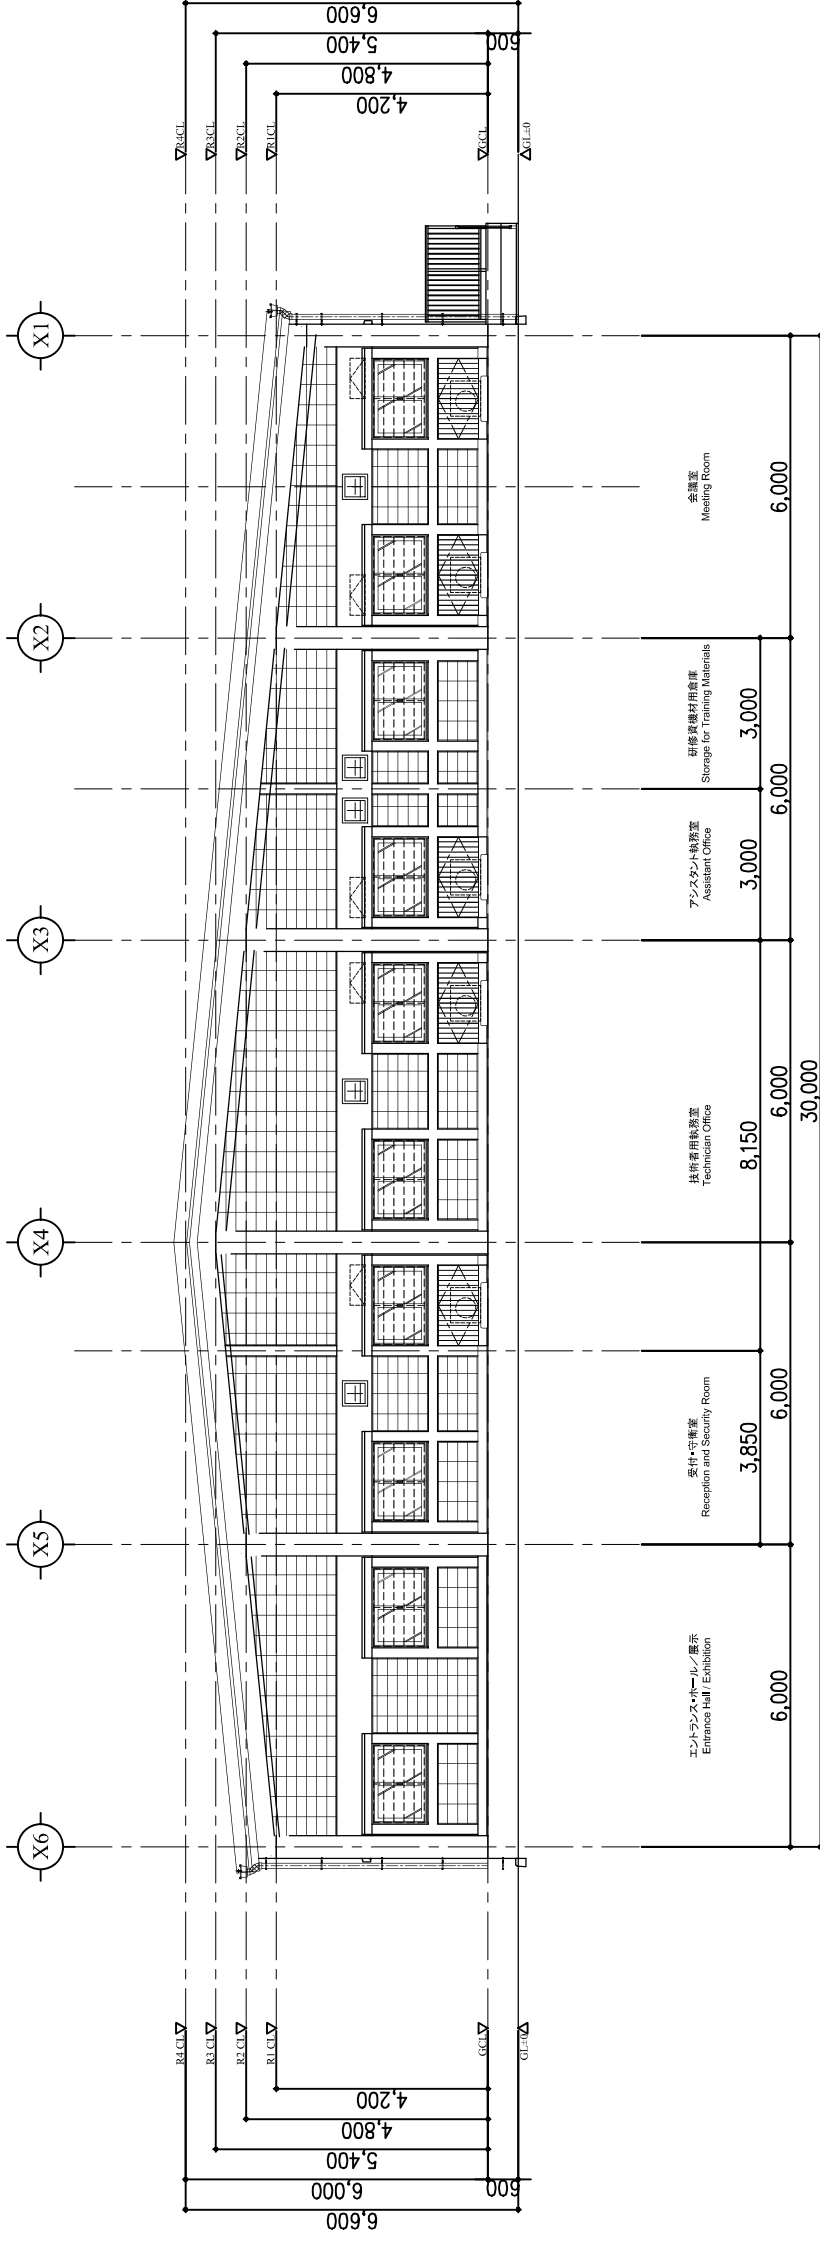 X6
X5
X4
X3
X2
X1
R4 CL
R3 CL
R2 CL
R1 CL
GCL
GL±0
6,600
6,000
5,400
4,800
4,200
600
R4CL
R3CL
R2CL
R1CL
GCL
GL±0
6,600
5,400
4,800
4,200
600
エントランス・ホール／展示
Entrance Hall / Exhibition
受付・守衛室
Reception and Security Room
技術者用執務室
Technician Office
アシスタント執務室
Assistant Office
研修資機材用倉庫
Storage for Training Materials
会議室
Meeting Room
3,850
8,150
3,000
3,000
6,000
6,000
6,000
6,000
6,000
30,000